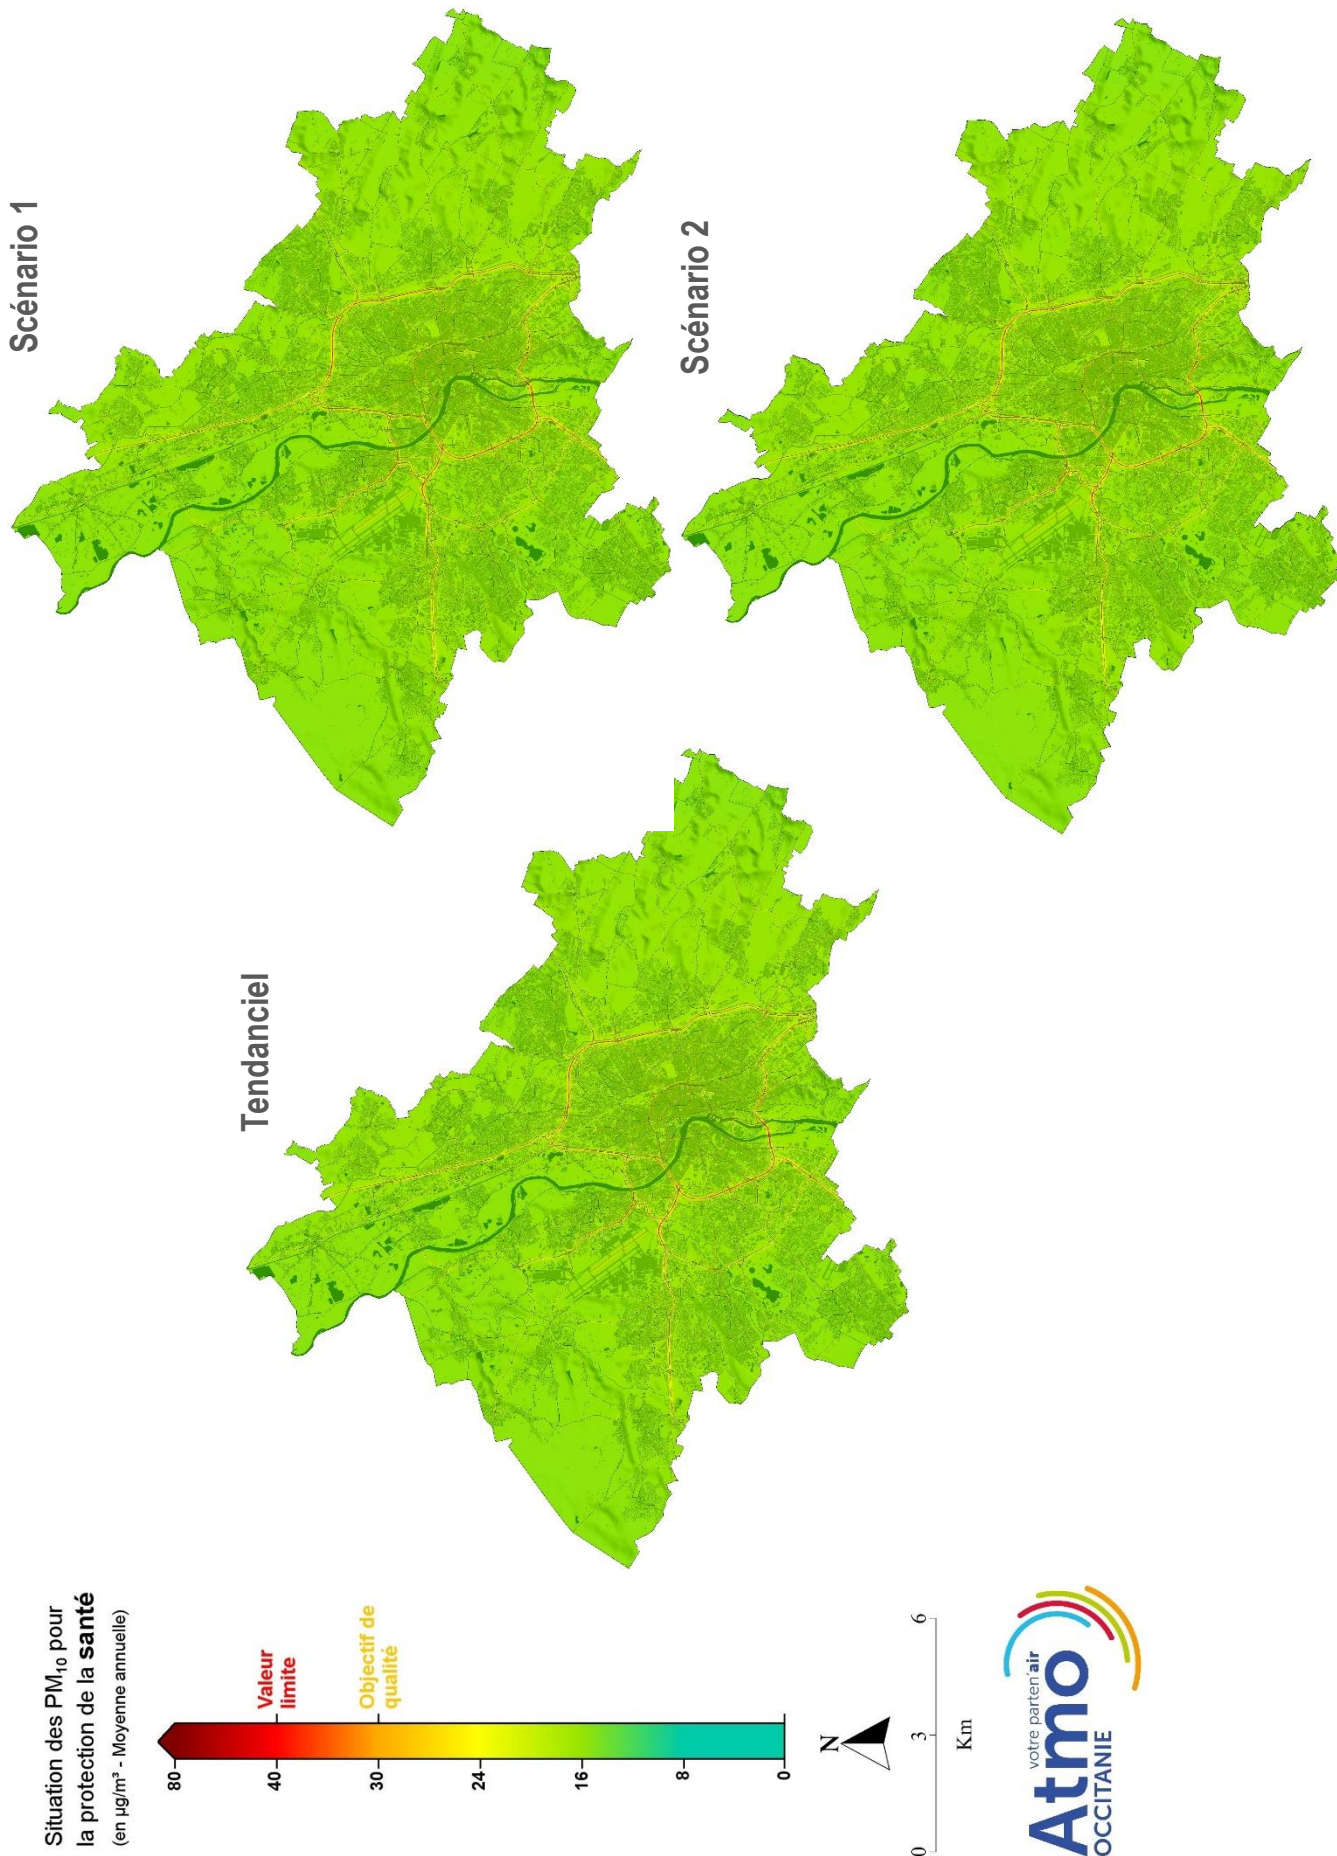 Scénario 1
Scénario 2
Tendanciel
Situation des PM₁₀ pour
la protection de la santé
(en µg/m³ - Moyenne annuelle)
Valeur
limite
Objectif de
qualité
80
40
30
24
16
8
0
N
0 3 6
Km
votre parten'air
Atmo
OCCITANIE